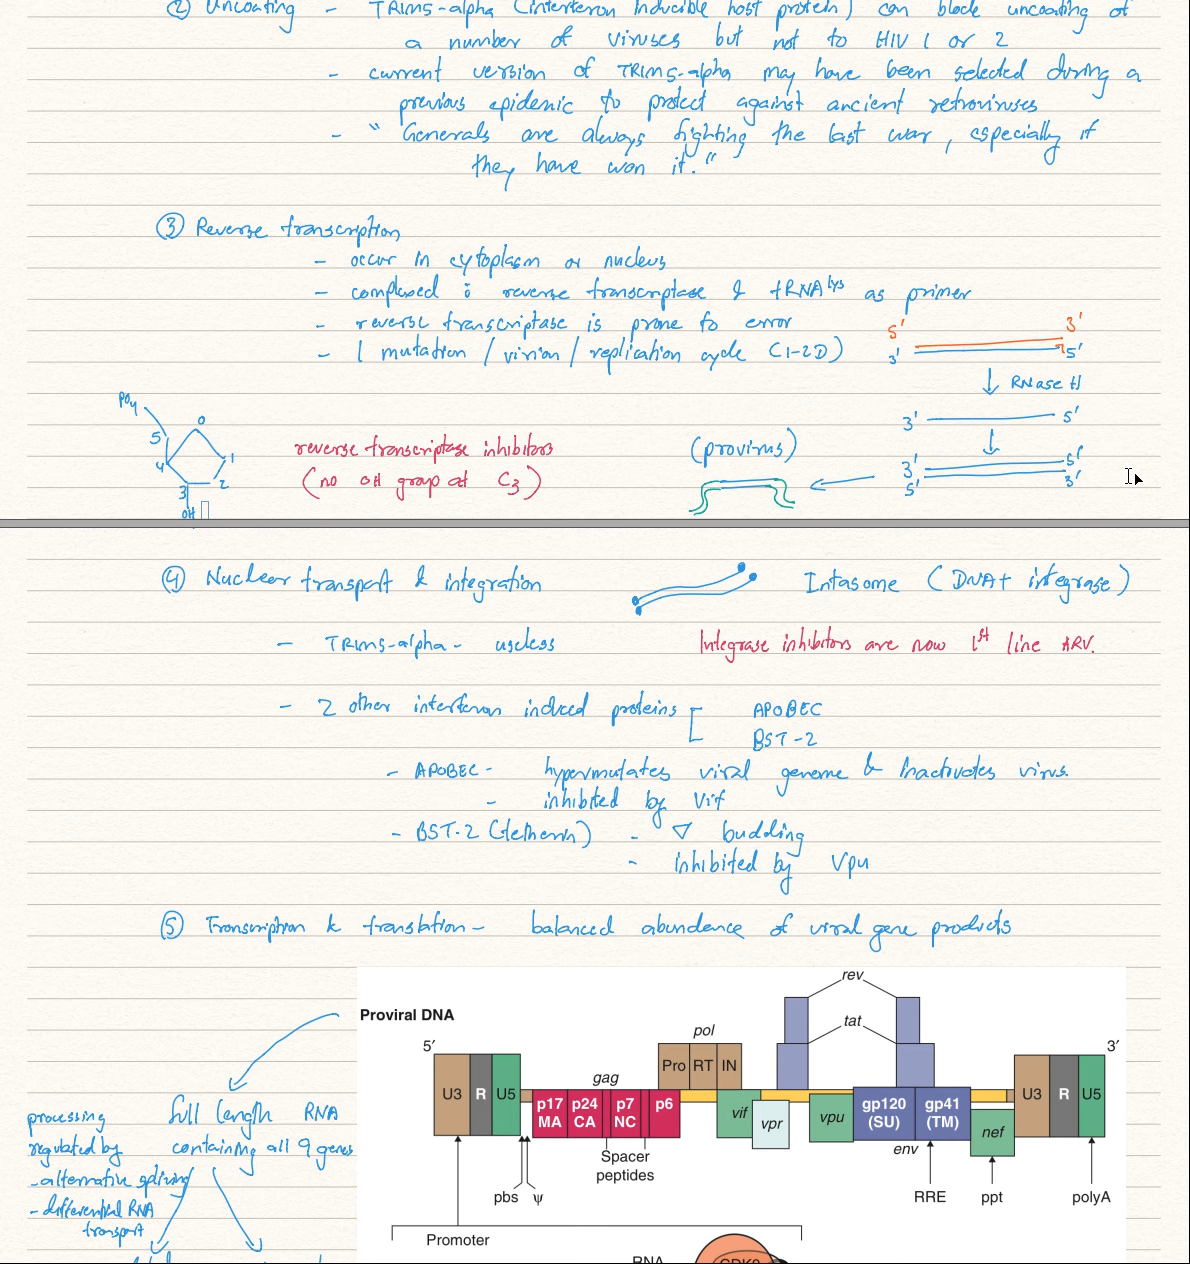 ② Uncoating - TRIM5-alpha (interferon inducible host protein) can block uncoating of
a number of viruses but not to HIV 1 or 2
- current version of TRIM5-alpha may have been selected during a
previous epidemic to protect against ancient retroviruses
- "Generals are always fighting the last war, especially if
they have won it."
③ Reverse transcription
- occur in cytoplasm or nucleus
- complexed c̄ reverse transcriptase & tRNA lys as primer
- reverse transcriptase is prone to error
- 1 mutation / virion / replication cycle (1-2D)
5' 3'
3' 5'
↓ RNase H
3' 5'
↓
3' 5'
5' 3'
(provirus)
PO4
5 O
4 1
3 2
OH
reverse transcriptase inhibitors
(no OH group at C3)
④ Nuclear transport & integration
Intasome (DNA + integrase)
- TRIM5-alpha - useless
Integrase inhibitors are now 1st line ARV.
- 2 other interferon induced proteins [ APOBEC
BST-2
- APOBEC - hypermutates viral genome & inactivates virus.
- inhibited by Vif
- BST-2 (tetherin) - ∇ budding
- inhibited by Vpu
⑤ Transcription & translation - balanced abundance of viral gene products
Proviral DNA
rev
tat
pol
5' 3'
Pro RT IN
gag
U3 R U5
p17 MA
p24 CA
p7 NC
p6
vif
vpr
vpu
gp120 (SU)
gp41 (TM)
env
nef
U3 R U5
Spacer
peptides
pbs ψ
RRE ppt polyA
Promoter
RNA
CDK9
full length RNA
containing all 9 genes
processing
regulated by
- alternative splicing
- differential RNA
transport